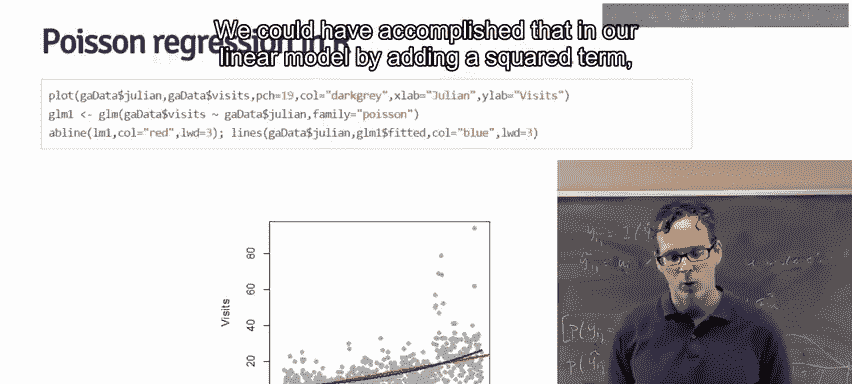 We could have accomplished that in our
linear model by adding a squared term,
Poisson regression in R
plot(gaData$julian,gaData$visits,pch=19,col="darkgrey",xlab="Julian",ylab="Visits")
glm1 <- glm(gaData$visits ~ gaData$julian,family="poisson")
abline(lm1,col="red",lwd=3); lines(gaData$julian,glm1$fitted,col="blue",lwd=3)
Visits
80
60
40
20